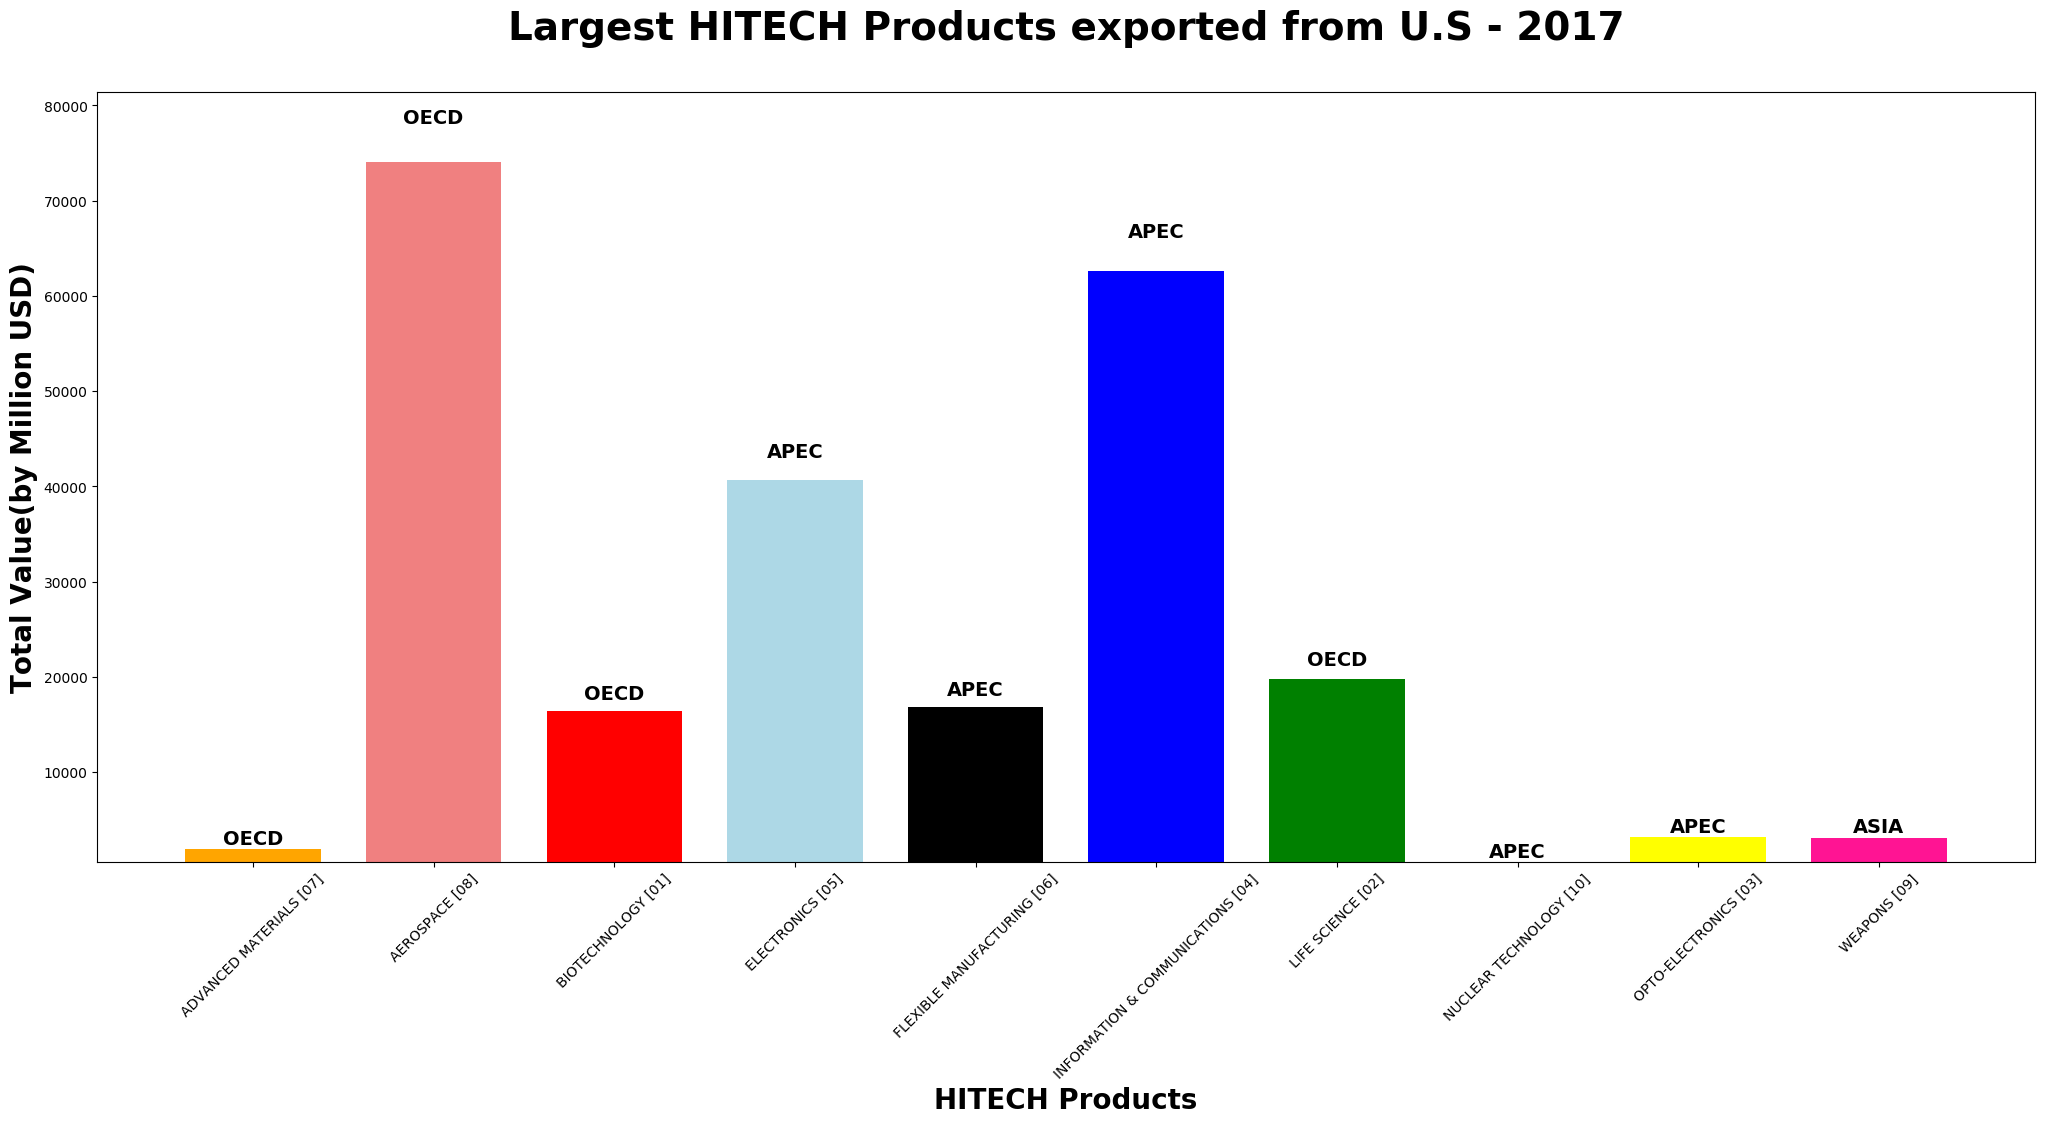 Largest HITECH Products exported from U.S - 2017
Total Value(by Million USD)
80000
70000
60000
50000
40000
30000
20000
10000
OECD
OECD
OECD
APEC
APEC
APEC
OECD
APEC
APEC
ASIA
ADVANCED MATERIALS [07]
AEROSPACE [08]
BIOTECHNOLOGY [01]
ELECTRONICS [05]
FLEXIBLE MANUFACTURING [06]
INFORMATION & COMMUNICATIONS [04]
LIFE SCIENCE [02]
NUCLEAR TECHNOLOGY [10]
OPTO-ELECTRONICS [03]
WEAPONS [09]
HITECH Products